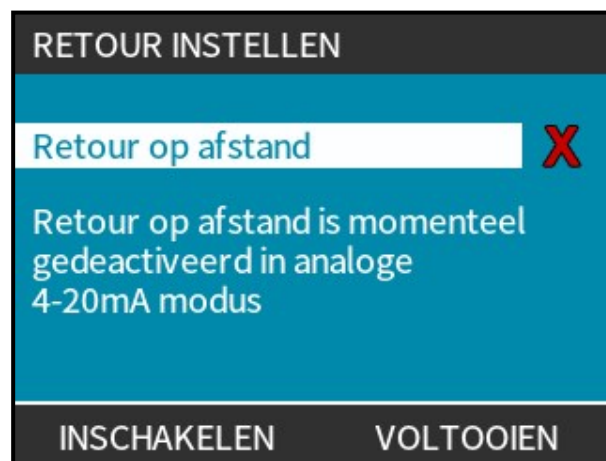 RETOUR INSTELLEN
Retour op afstand
Retour op afstand is momenteel
gedeactiveerd in analoge
4-20mA modus
INSCHAKELEN VOLTOOIEN